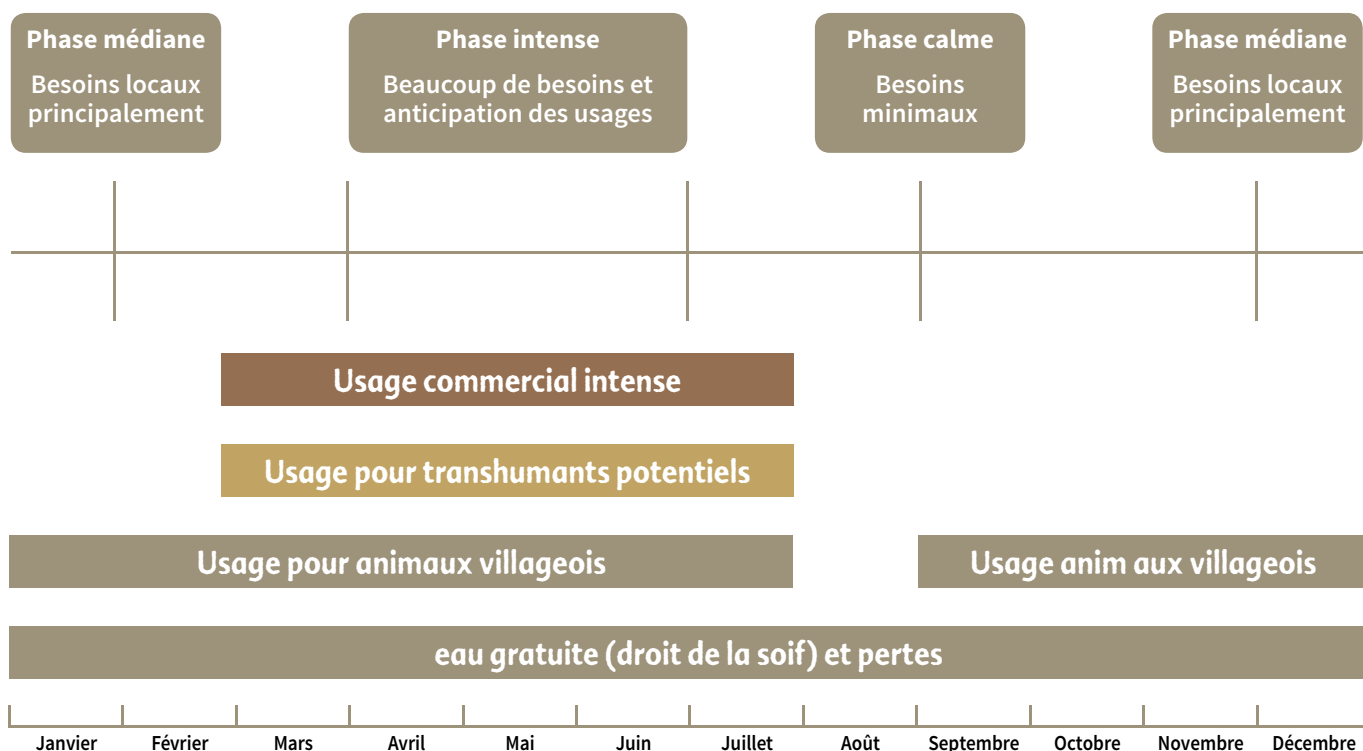 Phase médiane
Besoins locaux
principalement
Phase intense
Beaucoup de besoins et
anticipation des usages
Phase calme
Besoins
minimaux
Phase médiane
Besoins locaux
principalement
Usage commercial intense
Usage pour transhumants potentiels
Usage pour animaux villageois
Usage anim aux villageois
eau gratuite (droit de la soif) et pertes
Janvier Février Mars Avril Mai Juin Juillet Août Septembre Octobre Novembre Décembre